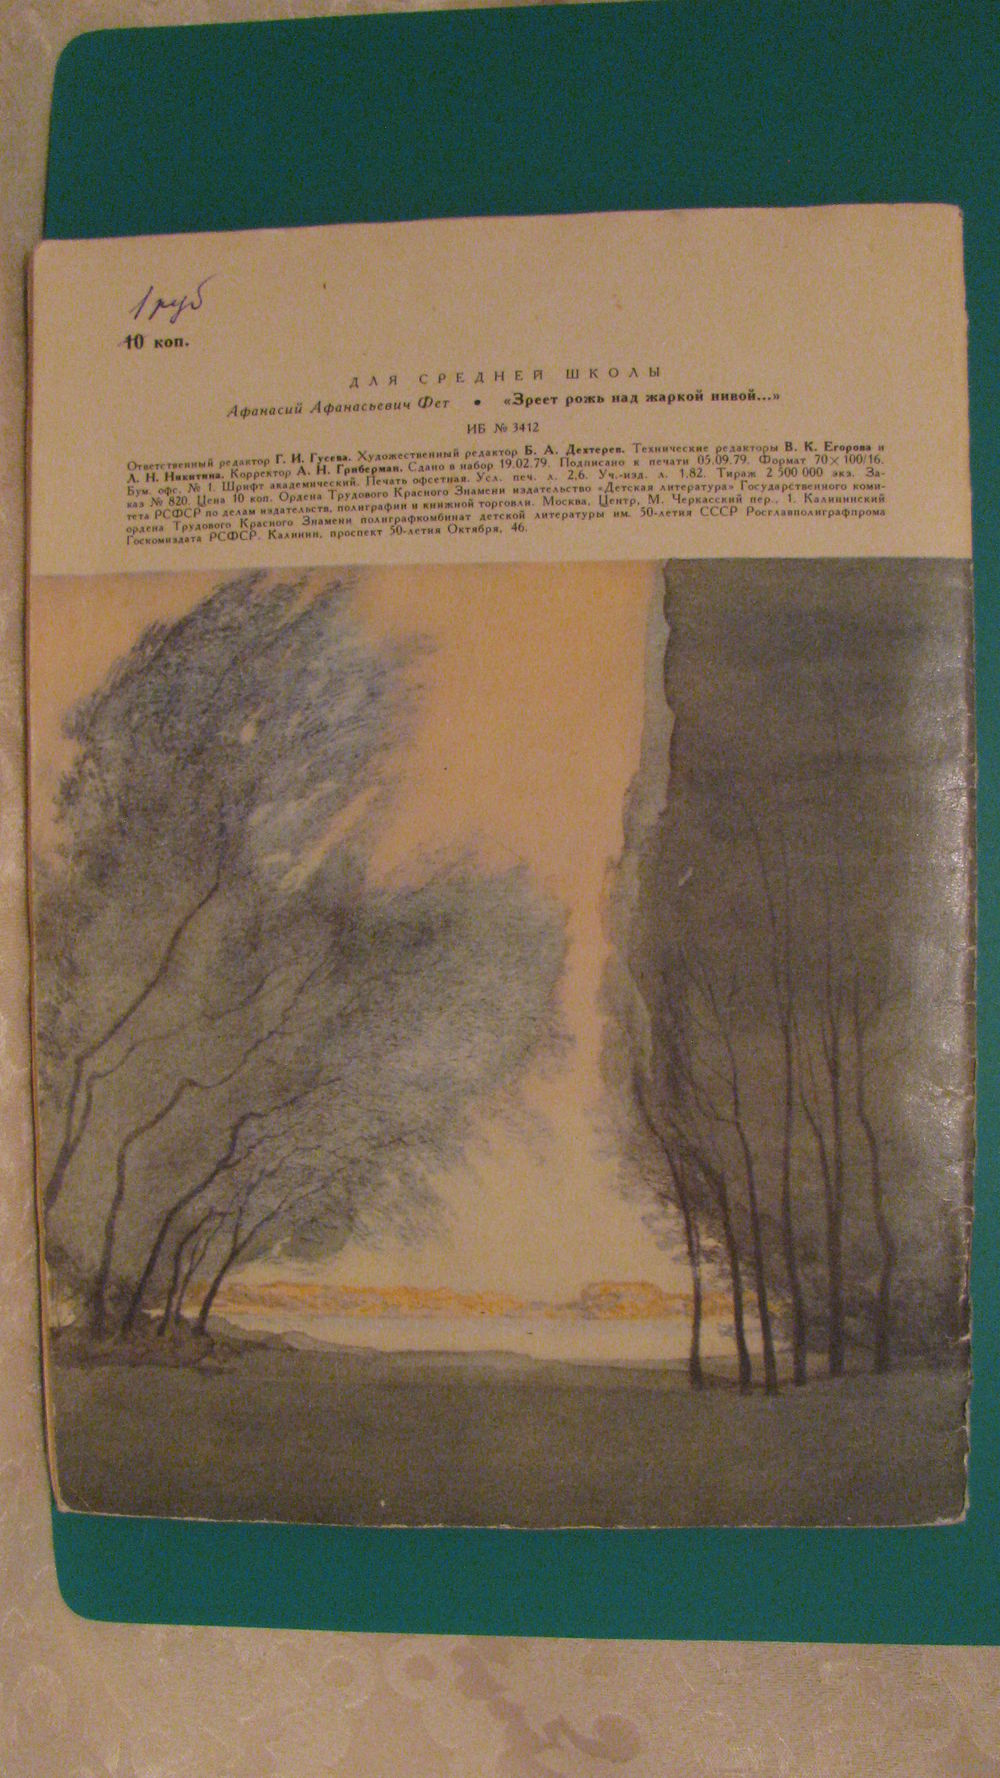 1 руб
10 коп.
ДЛЯ СРЕДНЕЙ ШКОЛЫ
Афанасий Афанасьевич Фет • «Зреет рожь над жаркой нивой...»
ИБ № 3412
Ответственный редактор Г. И. Гусева. Художественный редактор Б. А. Дехтерев. Технические редакторы В. К. Егорова и
Л. Н. Никитина. Корректор А. Н. Гриберман. Сдано в набор 19.02.79. Подписано к печати 05.09.79. Формат 70×100/16.
Бум. офс. № 1. Шрифт академический. Печать офсетная. Усл. печ. л. 2,6. Уч.-изд. л. 1.82. Тираж 2 500 000 экз. За-
каз № 820. Цена 10 коп. Ордена Трудового Красного Знамени издательство «Детская литература» Государственного коми-
тета РСФСР по делам издательств, полиграфии и книжной торговли. Москва, Центр, М. Черкасский пер., 1. Калининский
ордена Трудового Красного Знамени полиграфкомбинат детской литературы им. 50-летия СССР Росглавполиграфпрома
Госкомиздата РСФСР. Калинин, проспект 50-летия Октября, 46.